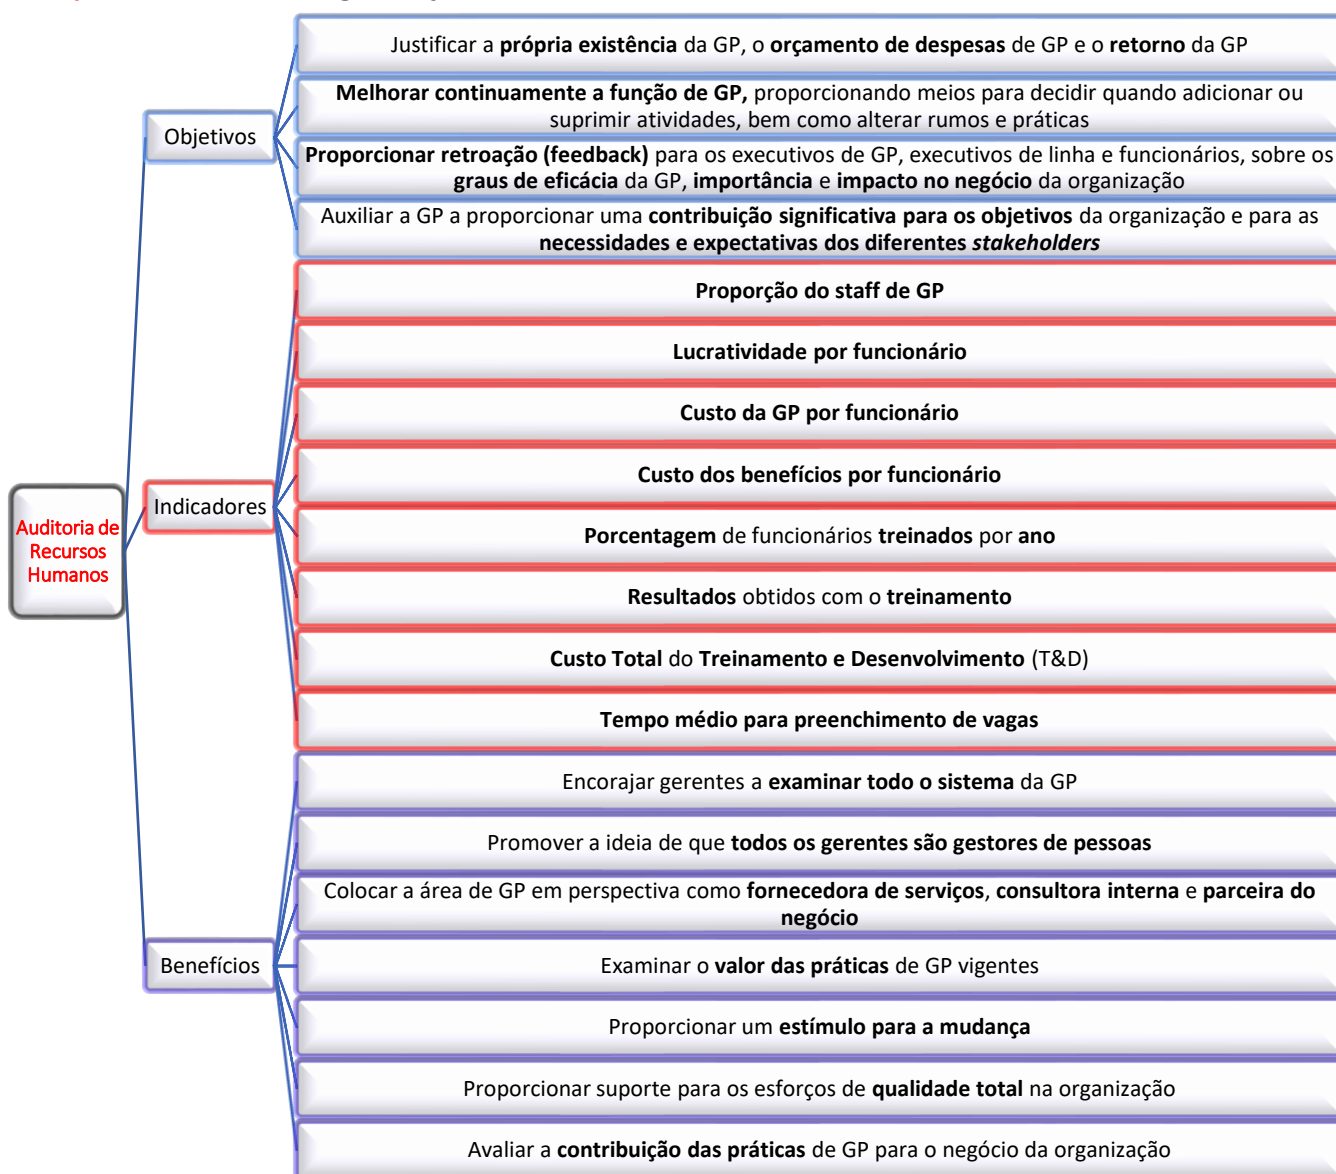 Justificar a própria existência da GP, o orçamento de despesas de GP e o retorno da GP
Melhorar continuamente a função de GP, proporcionando meios para decidir quando adicionar ou
suprimir atividades, bem como alterar rumos e práticas
Objetivos
Proporcionar retroação (feedback) para os executivos de GP, executivos de linha e funcionários, sobre os
graus de eficácia da GP, importância e impacto no negócio da organização
Auxiliar a GP a proporcionar uma contribuição significativa para os objetivos da organização e para as
necessidades e expectativas dos diferentes stakeholders
Proporção do staff de GP
Lucratividade por funcionário
Custo da GP por funcionário
Custo dos benefícios por funcionário
Indicadores
Auditoria de
Recursos
Humanos
Porcentagem de funcionários treinados por ano
Resultados obtidos com o treinamento
Custo Total do Treinamento e Desenvolvimento (T&D)
Tempo médio para preenchimento de vagas
Encorajar gerentes a examinar todo o sistema da GP
Promover a ideia de que todos os gerentes são gestores de pessoas
Colocar a área de GP em perspectiva como fornecedora de serviços, consultora interna e parceira do
negócio
Benefícios
Examinar o valor das práticas de GP vigentes
Proporcionar um estímulo para a mudança
Proporcionar suporte para os esforços de qualidade total na organização
Avaliar a contribuição das práticas de GP para o negócio da organização